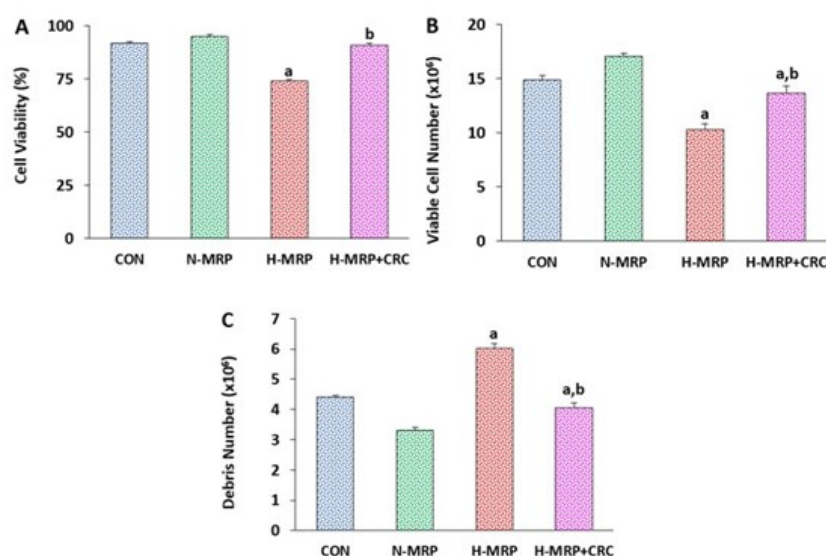 A
Cell Viability (%)
100
75
50
25
0
a
b
CON N-MRP H-MRP H-MRP+CRC
B
Viable Cell Number (x10⁶)
20
15
10
5
0
a
a,b
CON N-MRP H-MRP H-MRP+CRC
C
Debris Number (x10⁶)
7
6
5
4
3
2
1
0
a
a,b
CON N-MRP H-MRP H-MRP+CRC